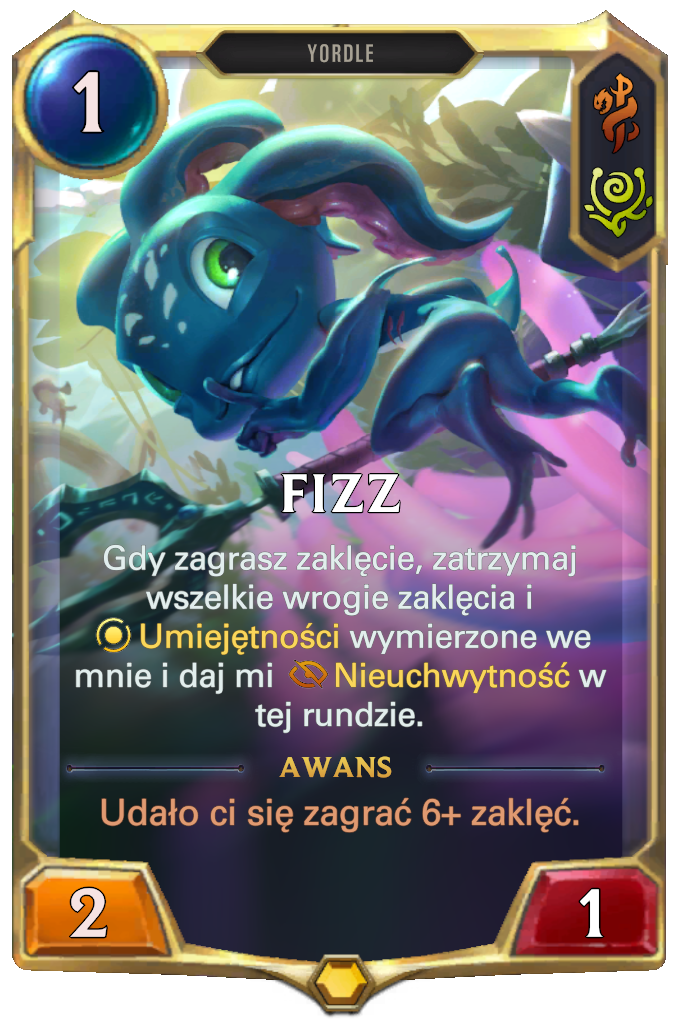 YORDLE
1
FIZZ
Gdy zagrasz zaklęcie, zatrzymaj
wszelkie wrogie zaklęcia i
Umiejętności wymierzone we
mnie i daj mi Nieuchwytność w
tej rundzie.
AWANS
Udało ci się zagrać 6+ zaklęć.
2
1